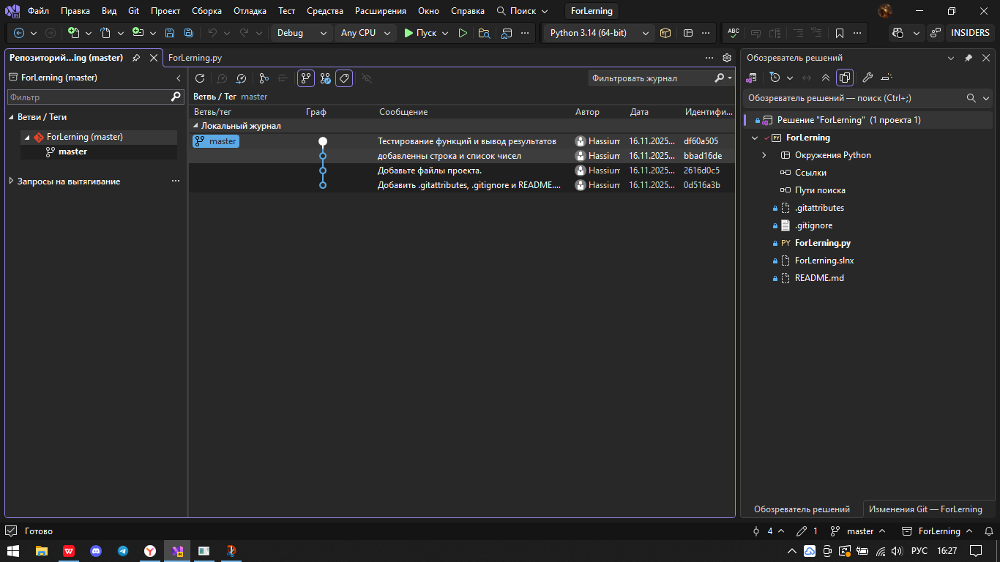 Файл Правка Вид Git Проект Сборка Отладка Тест Средства Расширения Окно Справка Поиск ForLerning
Debug Any CPU Пуск Python 3.14 (64-bit) ABC INSIDERS
Репозиторий...ing (master) ForLerning.py
ForLerning (master)
Фильтр
Ветви / Теги
ForLerning (master)
master
Запросы на вытягивание
Фильтровать журнал
Ветвь / Тег master
Ветвь/тег Граф Сообщение Автор Дата Идентифи...
Локальный журнал
master Тестирование функций и вывод результатов Hassium 16.11.2025... df60a505
добавленны строка и список чисел Hassium 16.11.2025... bbad16de
Добавьте файлы проекта. Hassium 16.11.2025... 2616d0c5
Добавить .gitattributes, .gitignore и README.... Hassium 16.11.2025... 0d516a3b
Обозреватель решений
Обозреватель решений — поиск (Ctrl+;)
Решение "ForLerning" (1 проекта 1)
PY ForLerning
Окружения Python
Ссылки
Пути поиска
.gitattributes
.gitignore
PY ForLerning.py
ForLerning.slnx
README.md
Обозреватель решений Изменения Git — ForLerning
Готово 4 1 master ForLerning
РУС 16:27